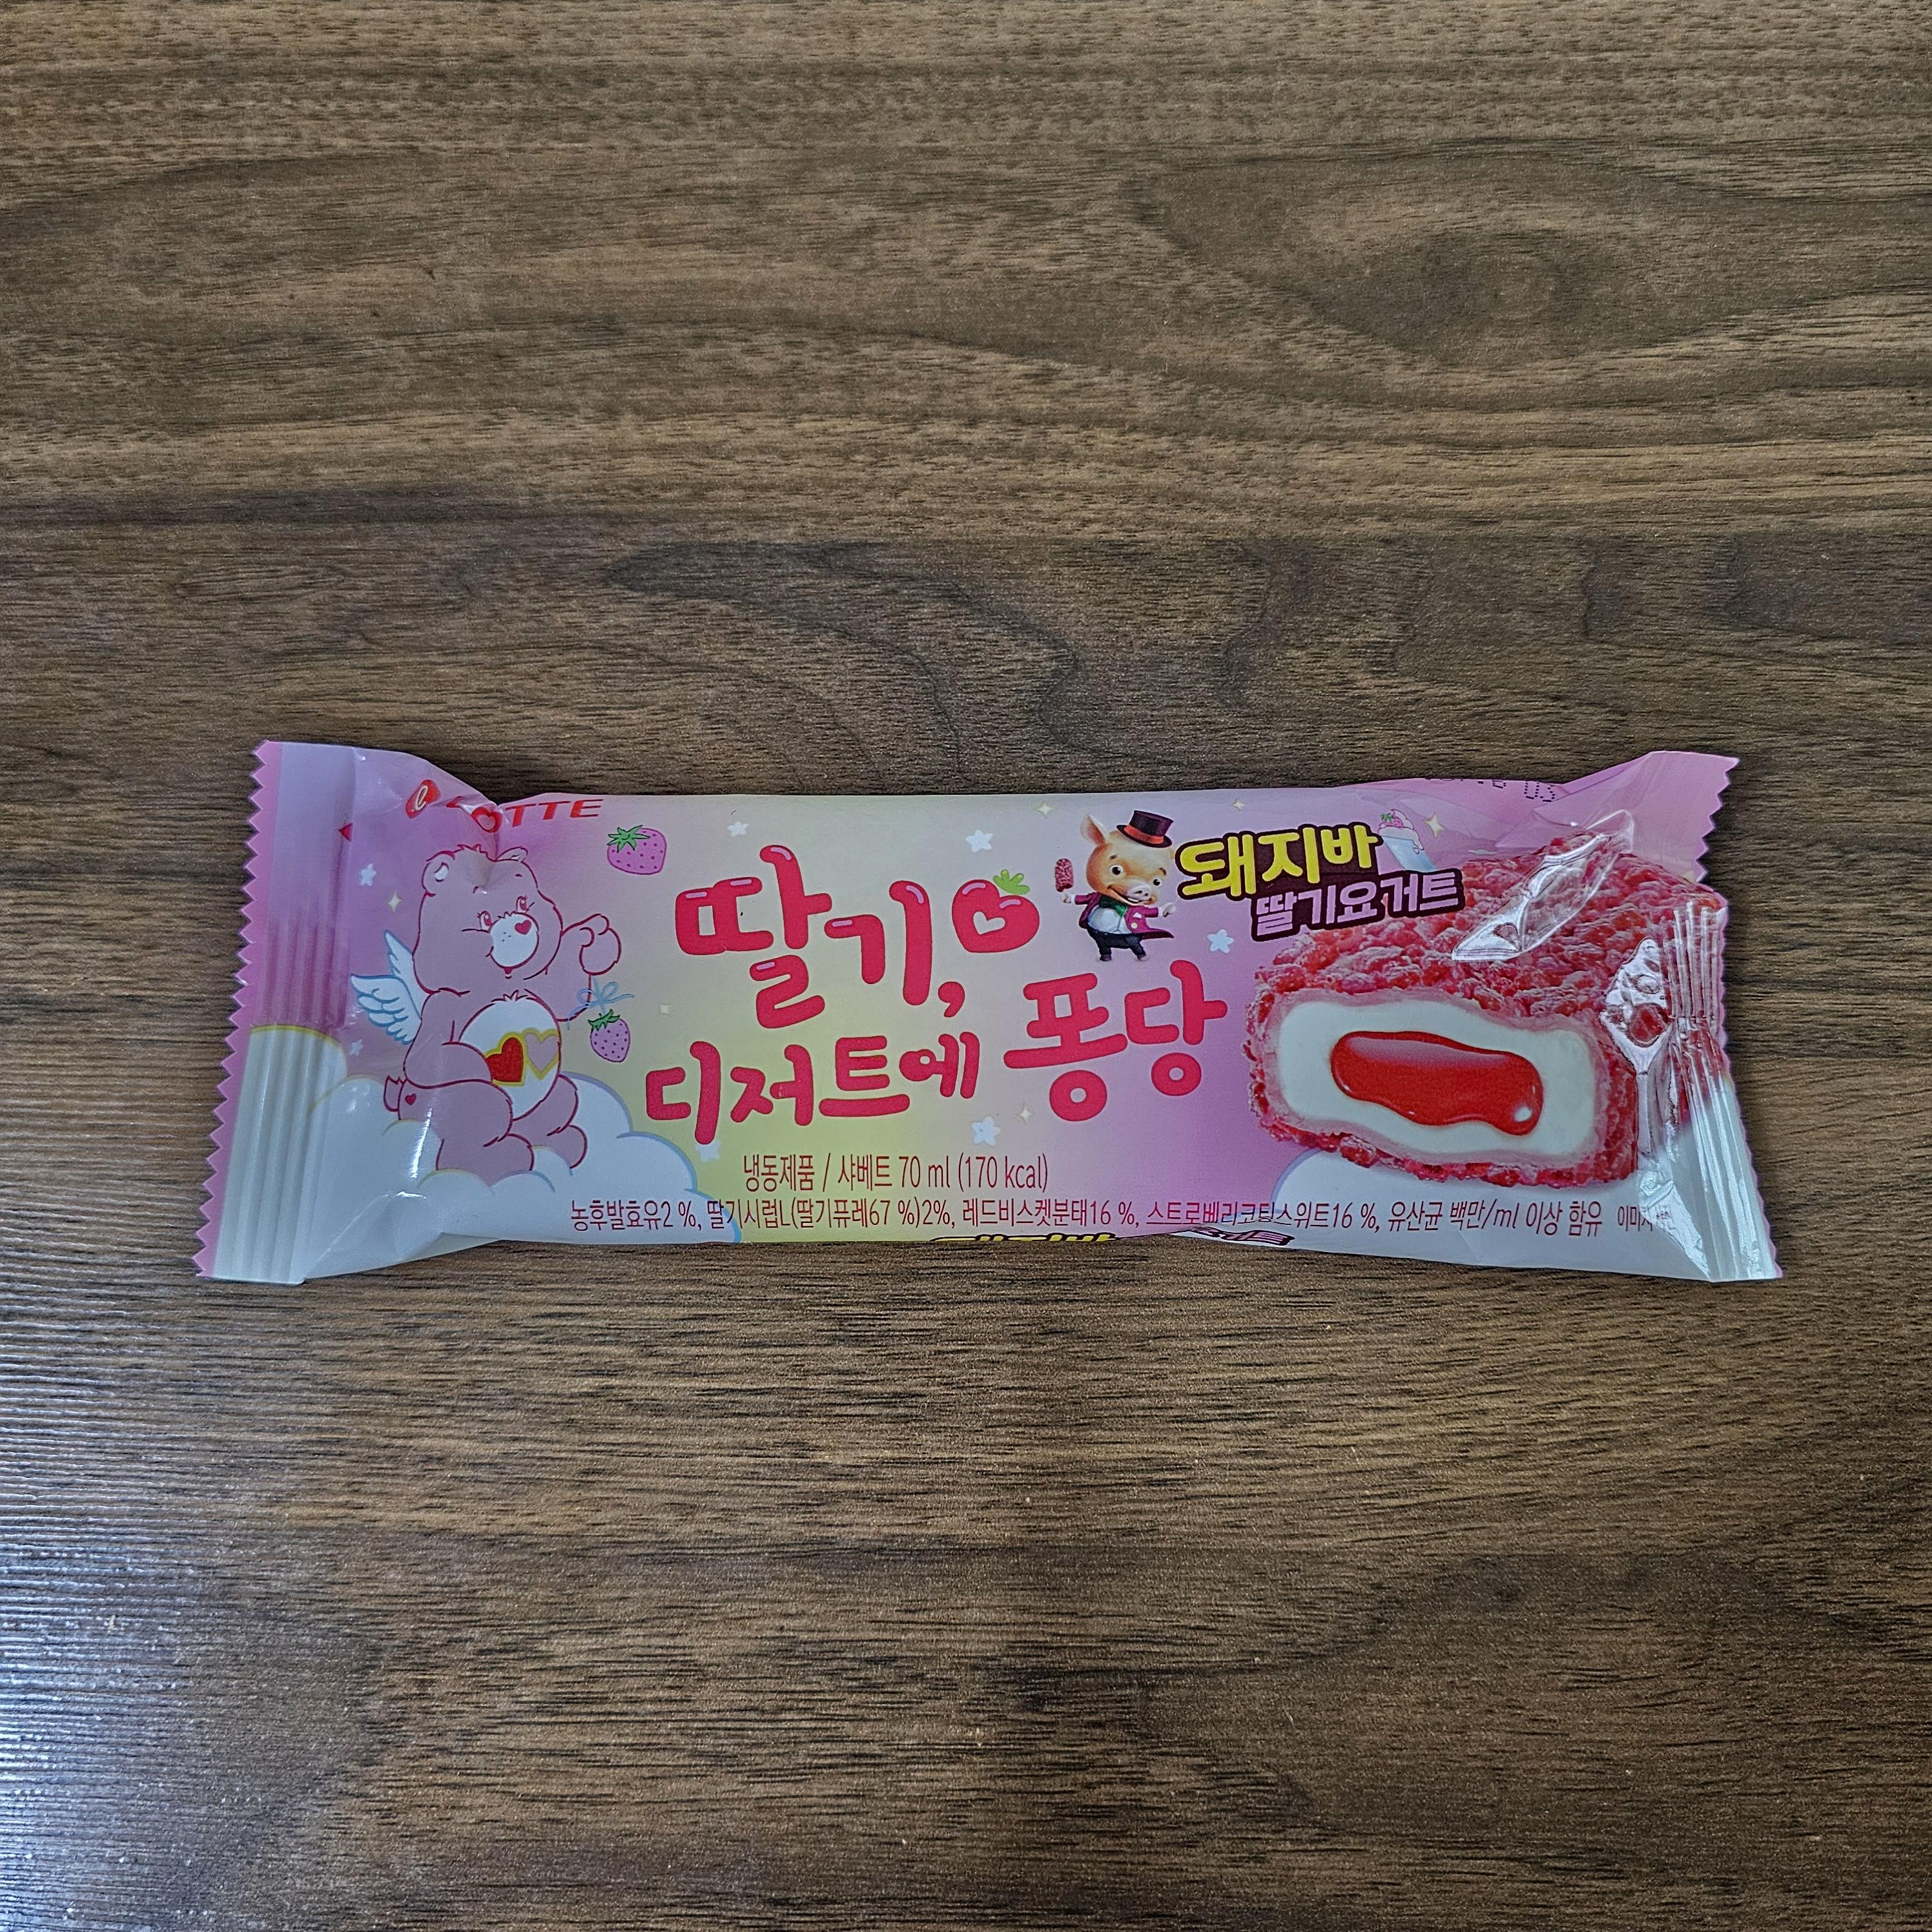 LOTTE
돼지바
딸기요거트
딸기,
디저트에 퐁당
냉동제품 / 샤베트 70 ml (170 kcal)
농후발효유2 %, 딸기시럽L(딸기퓨레67 %)2%, 레드비스켓분태16 %, 스트로베리코팅스위트16 %, 유산균 백만/ml 이상 함유